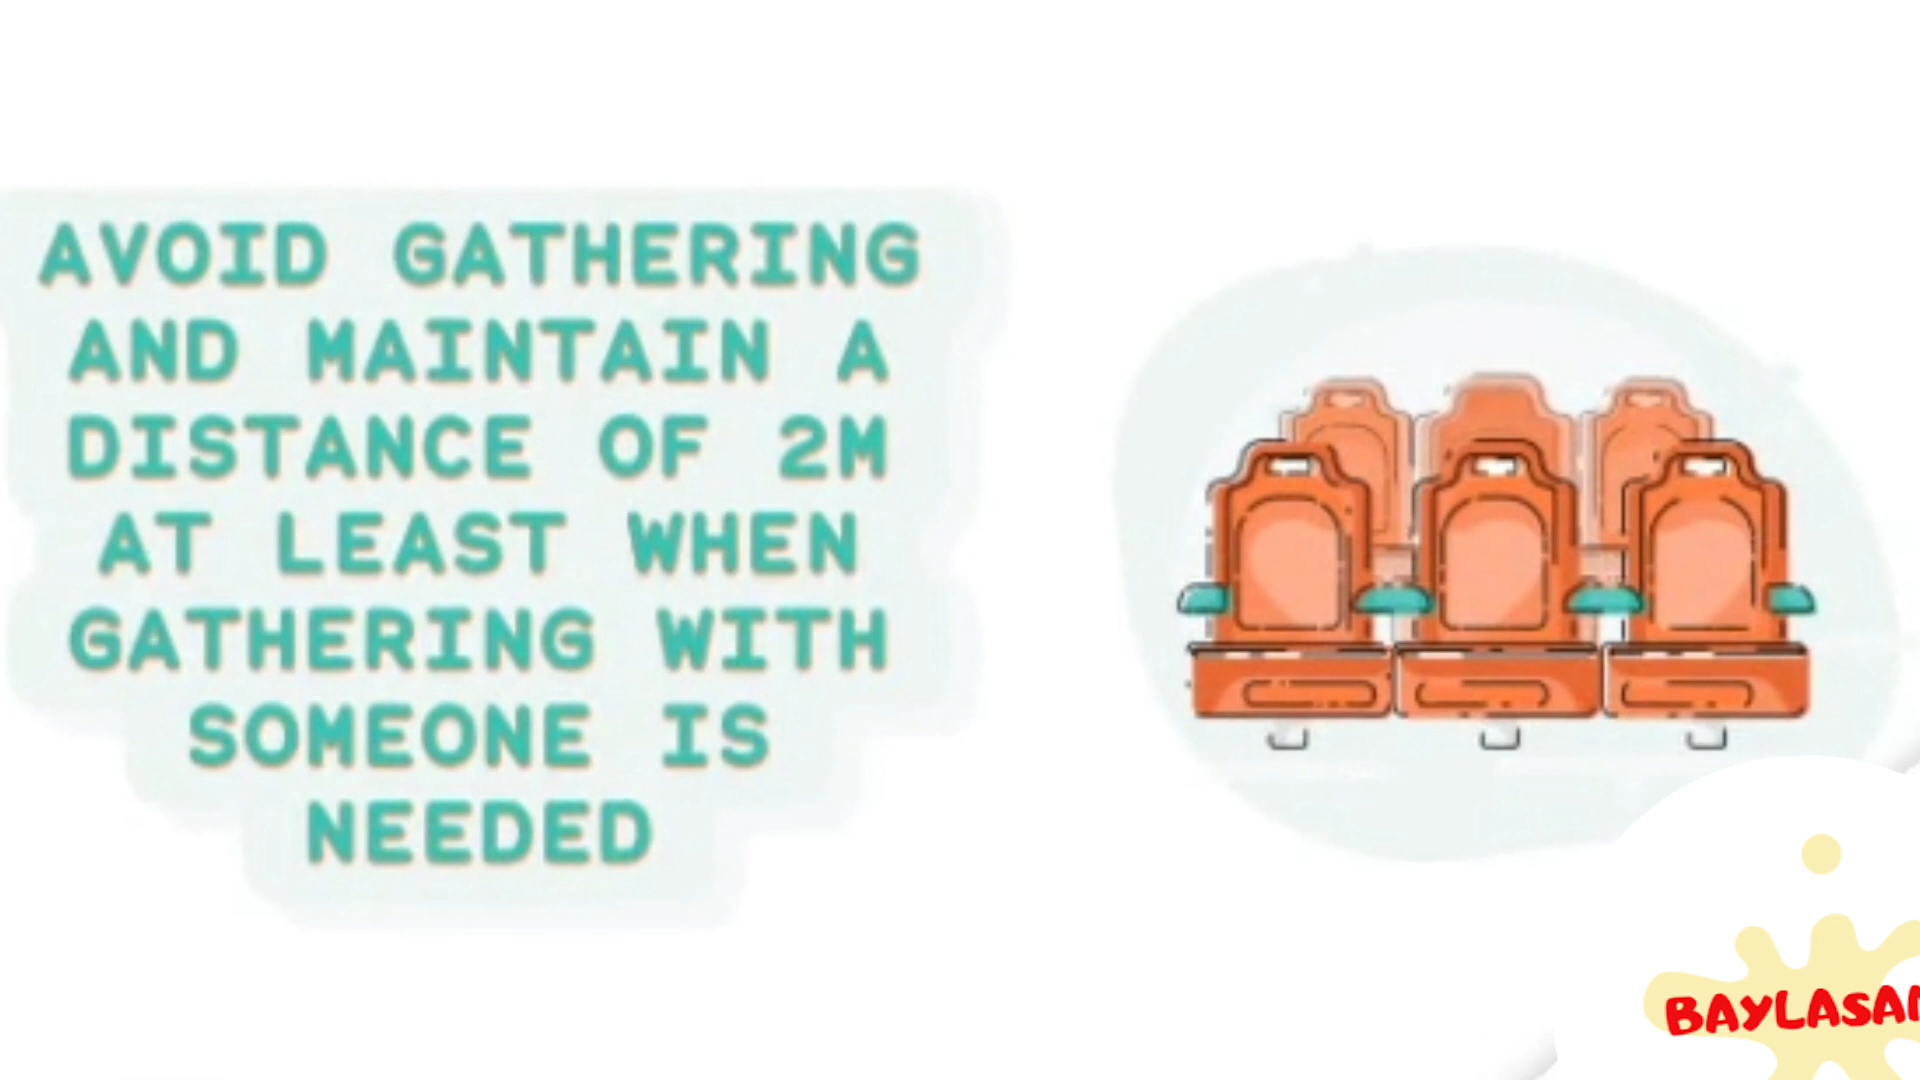 AVOID GATHERING
AND MAINTAIN A
DISTANCE OF 2M
AT LEAST WHEN
GATHERING WITH
SOMEONE IS
NEEDED